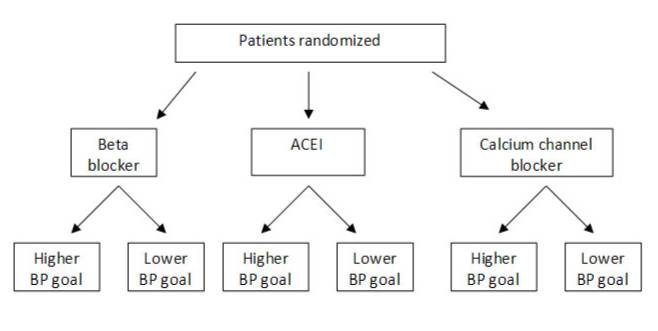 Patients randomized
Beta
blocker
ACEI
Calcium channel
blocker
Higher
BP goal
Lower
BP goal
Higher
BP goal
Lower
BP goal
Higher
BP goal
Lower
BP goal